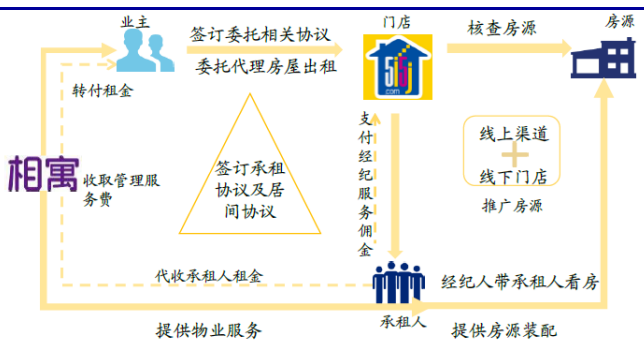 业主
门店
房源
签订委托相关协议
委托代理房屋出租
核查房源
转付租金
5i5j
.com
支付经纪服务佣金
线上渠道
线下门店
推广房源
相寓
收取管理服
务费
签订承租
协议及居
间协议
代收承租人租金
经纪人带承租人看房
承租人
提供物业服务
提供房源装配